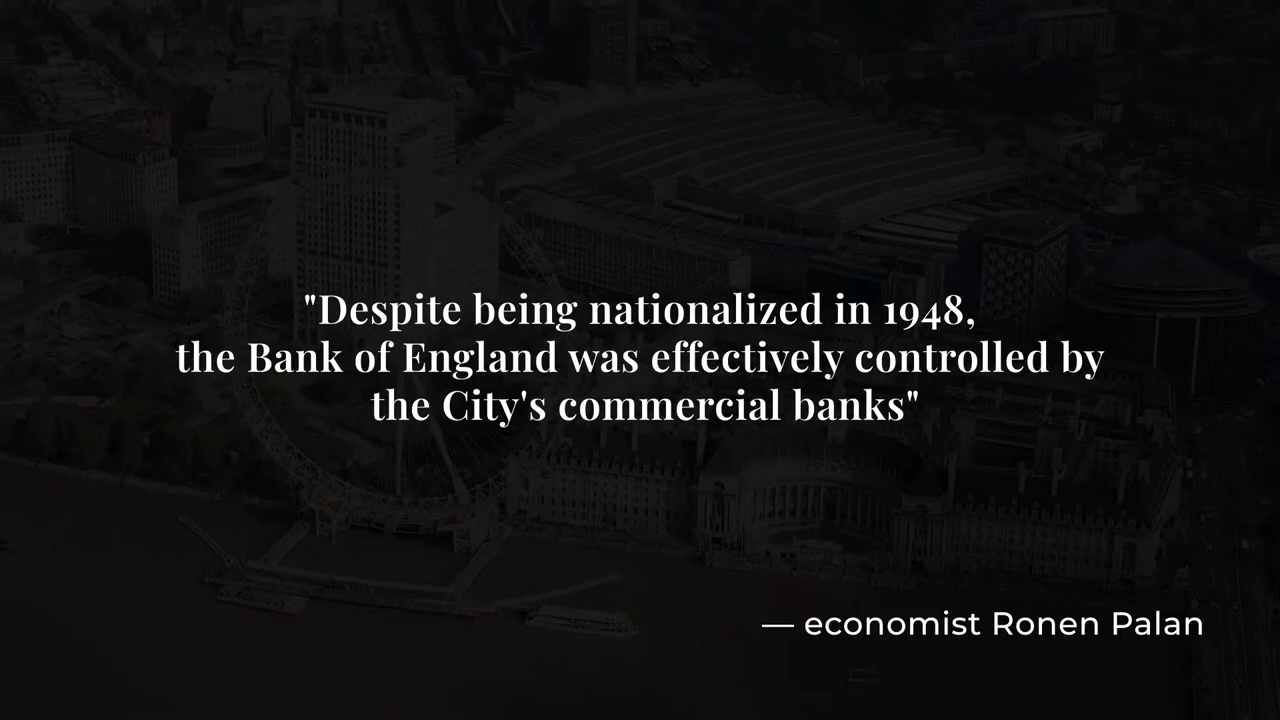 "Despite being nationalized in 1948,
the Bank of England was effectively controlled by
the City's commercial banks"
— economist Ronen Palan